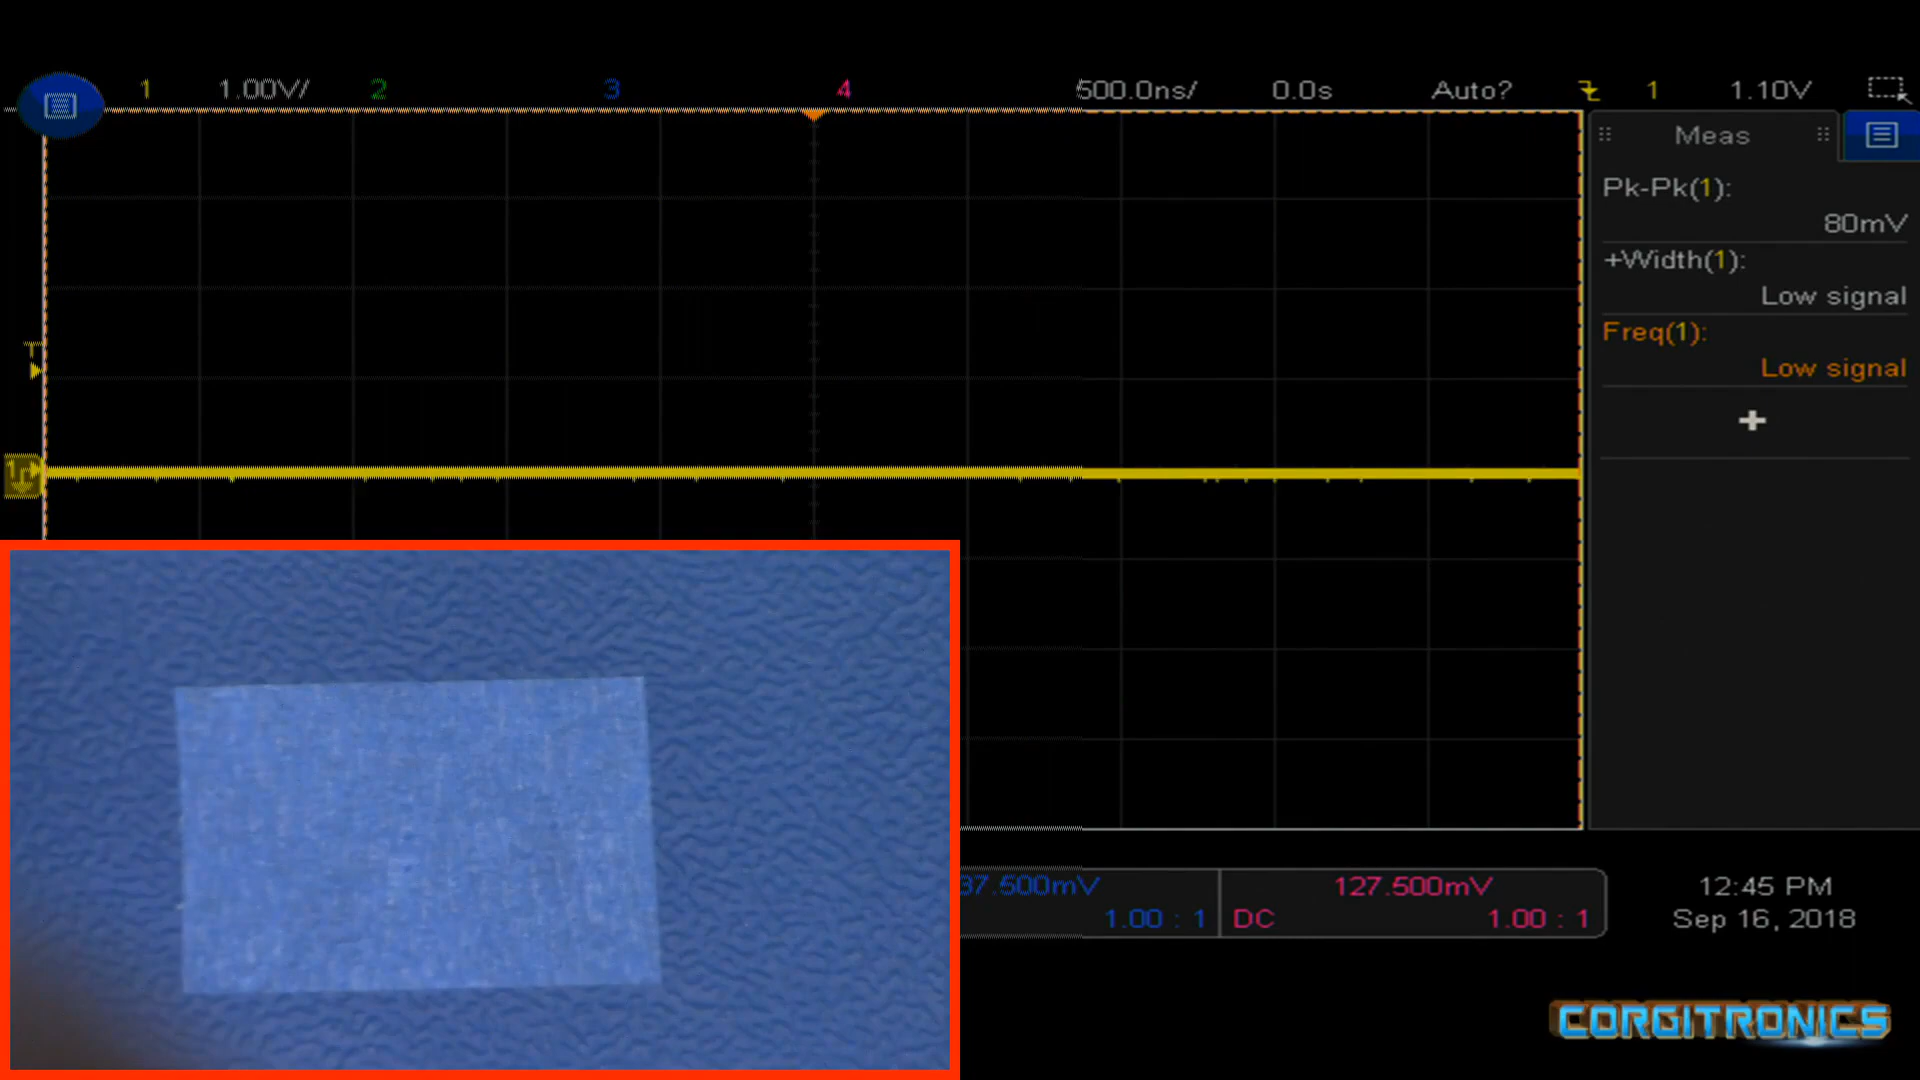 1 1.00V/ 2 3 4 500.0ns/ 0.0s Auto? 1 1.10V
Meas
Pk-Pk(1):
80mV
+Width(1):
Low signal
Freq(1):
Low signal
T
1
37.500mV 127.500mV
1.00 : 1 DC 1.00 : 1
12:45 PM
Sep 16, 2018
CORGITRONICS